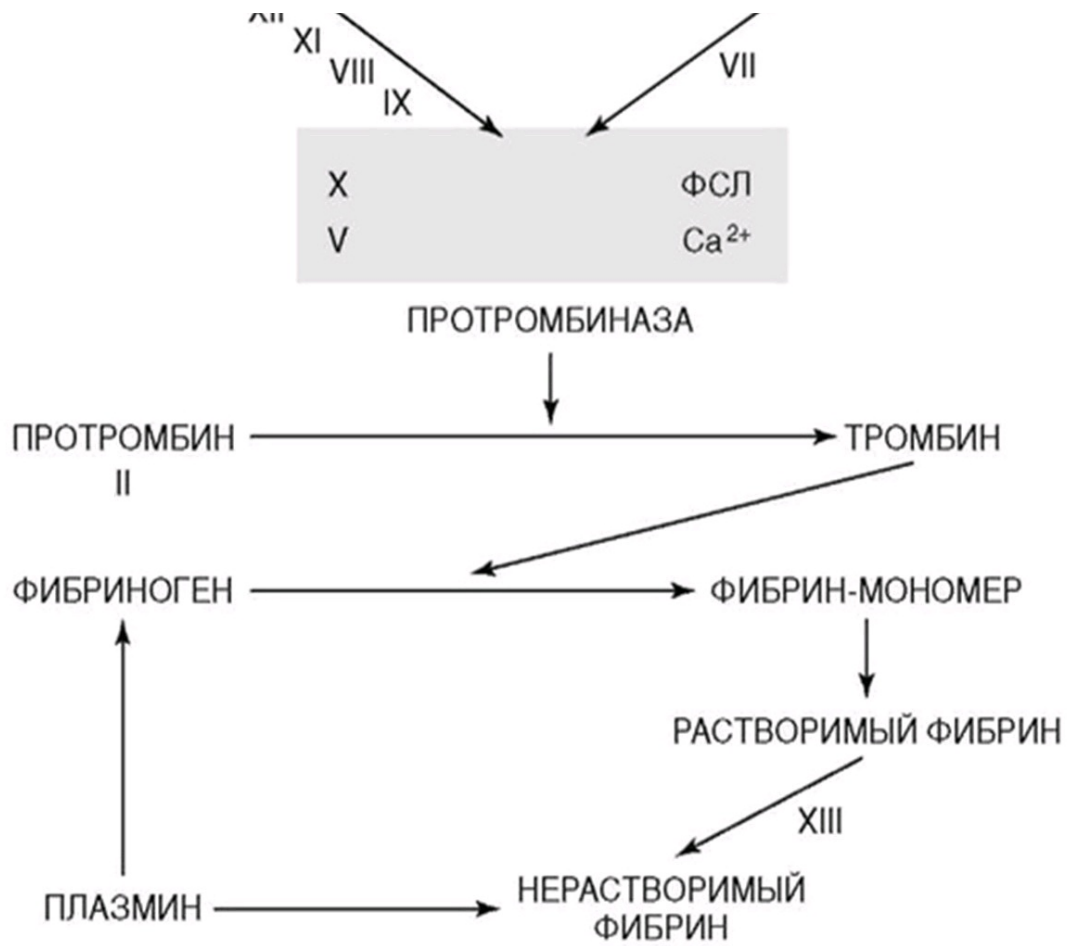 XII
XI
VIII
IX
VII
X
ФСЛ
V
Ca²⁺
ПРОТРОМБИНАЗА
ПРОТРОМБИН
ТРОМБИН
II
ФИБРИНОГЕН
ФИБРИН-МОНОМЕР
РАСТВОРИМЫЙ ФИБРИН
XIII
ПЛАЗМИН
НЕРАСТВОРИМЫЙ
ФИБРИН